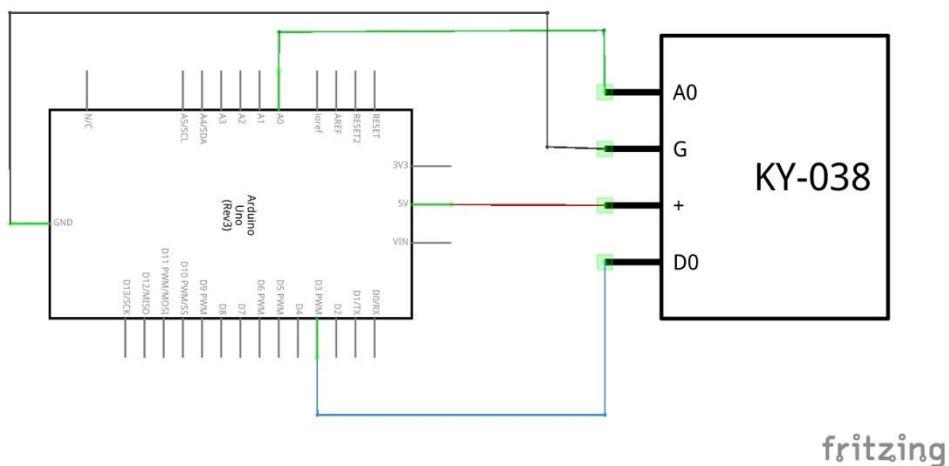 N/C
A5/SCL
A4/SDA
A3
A2
A1
A0
ioref
AREF
RESET2
RESET
3V3
5V
VIN
GND
Arduino
Uno
(Rev3)
D13/SCK
D12/MISO
D11 PWM/MOSI
D10 PWM/SS
D9 PWM
D8
D7
D6 PWM
D5 PWM
D4
D3 PWM
D2
D1/TX
D0/RX
A0
G
+
D0
KY-038
fritzing